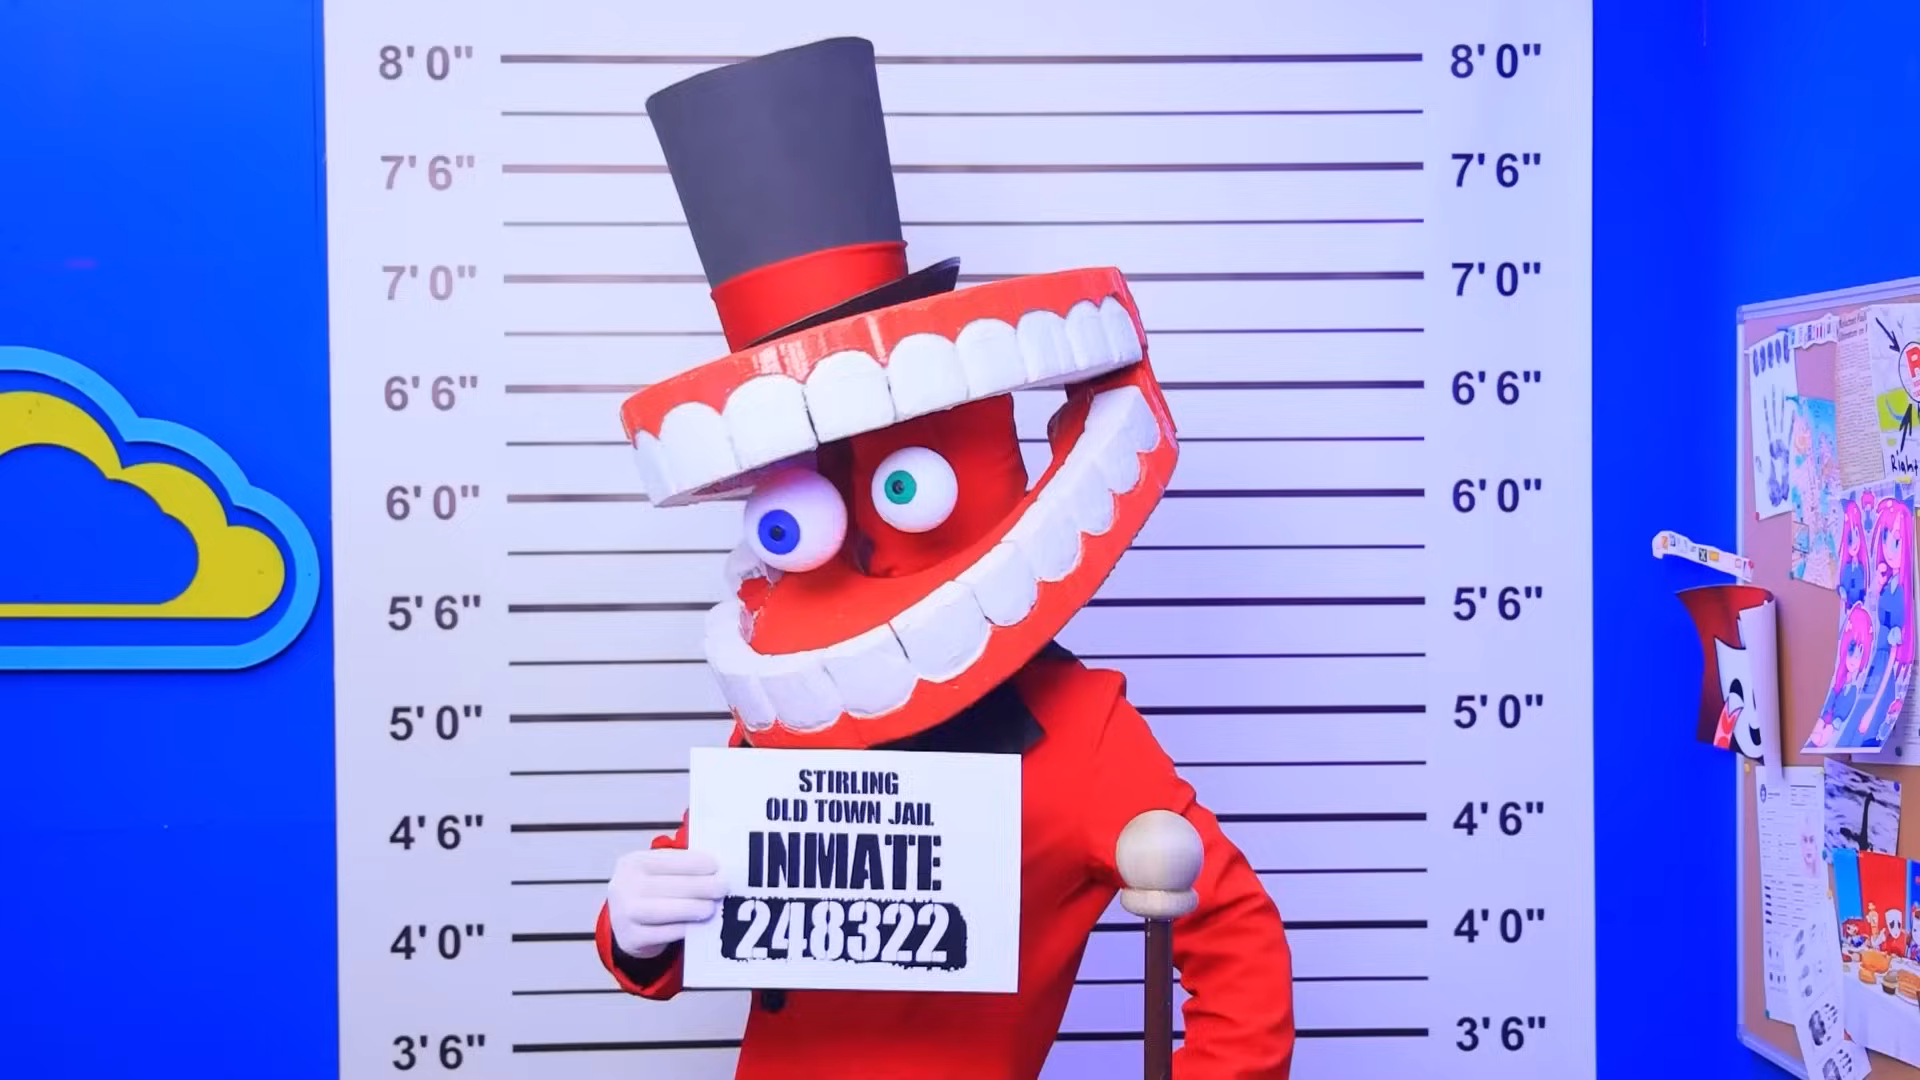 8'0" 8'0"
7'6" 7'6"
7'0" 7'0"
6'6" 6'6"
6'0" 6'0"
5'6" 5'6"
5'0" 5'0"
4'6" 4'6"
4'0" 4'0"
3'6" 3'6"
STIRLING
OLD TOWN JAIL
INMATE
248322
Right